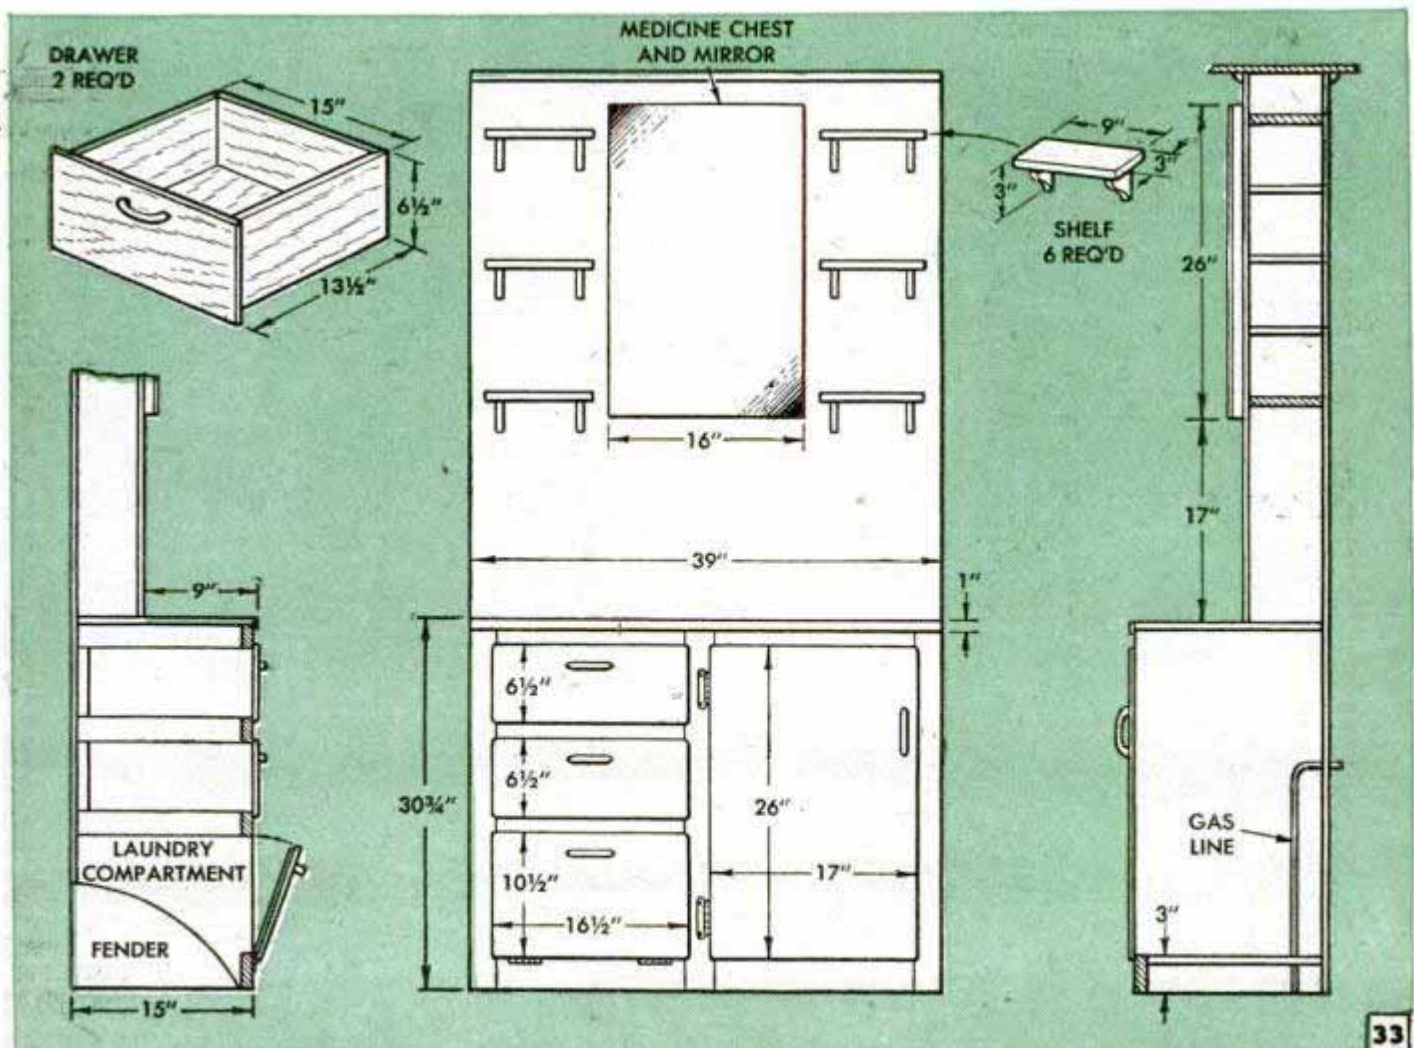 DRAWER
2 REQ'D
15"
6½"
13½"
MEDICINE CHEST
AND MIRROR
9"
3"
3"
SHELF
6 REQ'D
26"
17"
16"
39"
1"
9"
6½"
6½"
10½"
16½"
30¾"
26"
17"
LAUNDRY
COMPARTMENT
FENDER
15"
GAS
LINE
3"
33